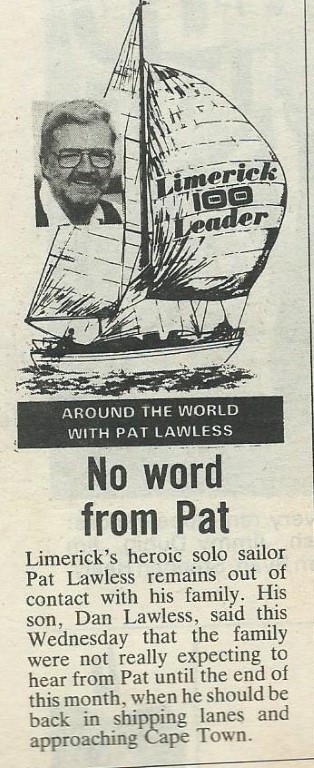 Limerick
100
Leader
AROUND THE WORLD
WITH PAT LAWLESS
No word
from Pat
Limerick's heroic solo sailor
Pat Lawless remains out of
contact with his family. His
son, Dan Lawless, said this
Wednesday that the family
were not really expecting to
hear from Pat until the end of
this month, when he should be
back in shipping lanes and
approaching Cape Town.